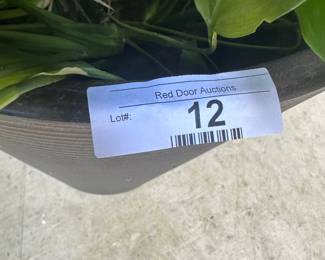 Red Door Auctions
Lot#: 12